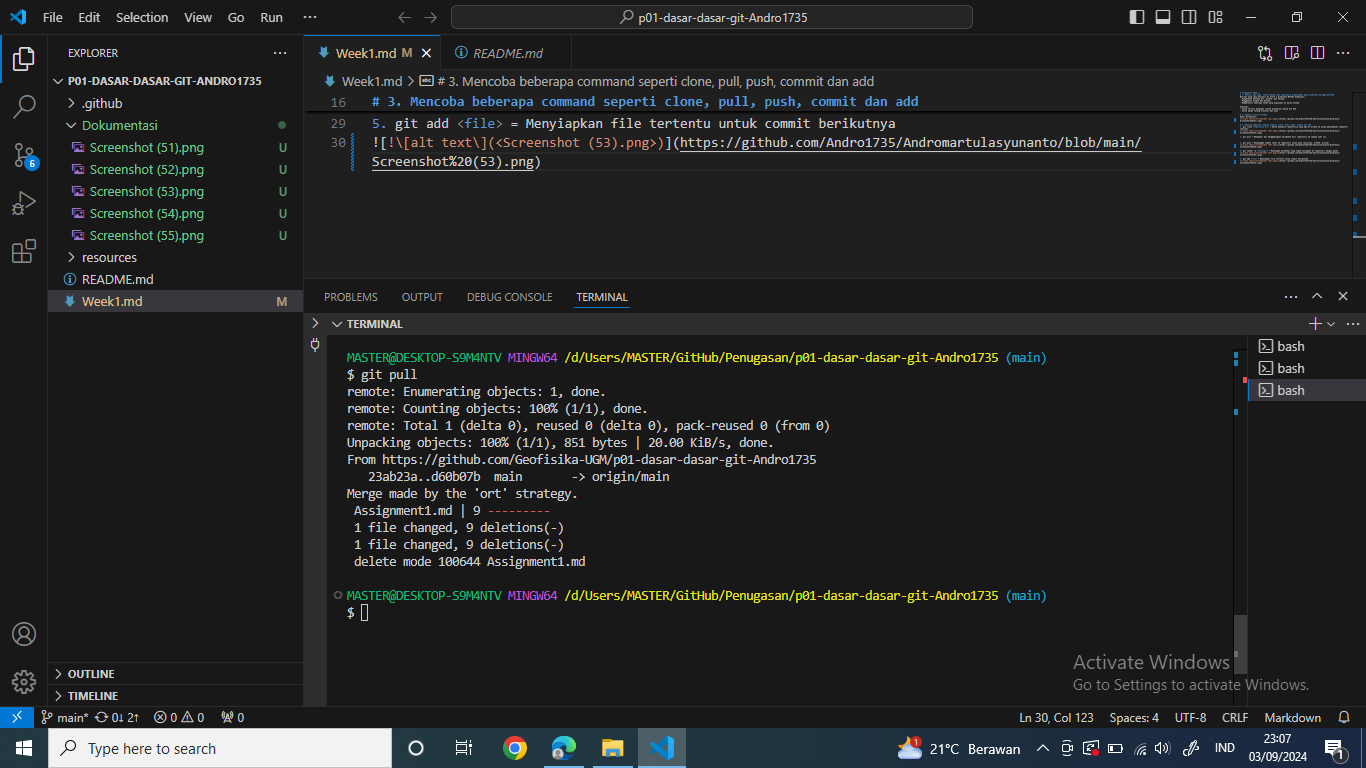 File Edit Selection View Go Run ···
p01-dasar-dasar-git-Andro1735
EXPLORER
P01-DASAR-DASAR-GIT-ANDRO1735
.github
Dokumentasi
Screenshot (51).png U
Screenshot (52).png U
Screenshot (53).png U
Screenshot (54).png U
Screenshot (55).png U
resources
README.md
Week1.md M
OUTLINE
TIMELINE
6
Week1.md M
README.md
Week1.md > # 3. Mencoba beberapa command seperti clone, pull, push, commit dan add
16 # 3. Mencoba beberapa command seperti clone, pull, push, commit dan add
29 5. git add <file> = Menyiapkan file tertentu untuk commit berikutnya
30 ![!\[alt text\](<Screenshot (53).png>)](https://github.com/Andro1735/Andromartulasyunanto/blob/main/
Screenshot%20(53).png)
PROBLEMS OUTPUT DEBUG CONSOLE TERMINAL
TERMINAL
MASTER@DESKTOP-S9M4NTV MINGW64 /d/Users/MASTER/GitHub/Penugasan/p01-dasar-dasar-git-Andro1735 (main)
$ git pull
remote: Enumerating objects: 1, done.
remote: Counting objects: 100% (1/1), done.
remote: Total 1 (delta 0), reused 0 (delta 0), pack-reused 0 (from 0)
Unpacking objects: 100% (1/1), 851 bytes | 20.00 KiB/s, done.
From https://github.com/Geofisika-UGM/p01-dasar-dasar-git-Andro1735
23ab23a..d60b07b main -> origin/main
Merge made by the 'ort' strategy.
Assignment1.md | 9 ---------
1 file changed, 9 deletions(-)
1 file changed, 9 deletions(-)
delete mode 100644 Assignment1.md
MASTER@DESKTOP-S9M4NTV MINGW64 /d/Users/MASTER/GitHub/Penugasan/p01-dasar-dasar-git-Andro1735 (main)
$
bash
bash
bash
Activate Windows
Go to Settings to activate Windows.
main* 0↓ 2↑ 0 0 0
Ln 30, Col 123 Spaces: 4 UTF-8 CRLF Markdown
Type here to search
1
21°C Berawan
IND
23:07
03/09/2024
1